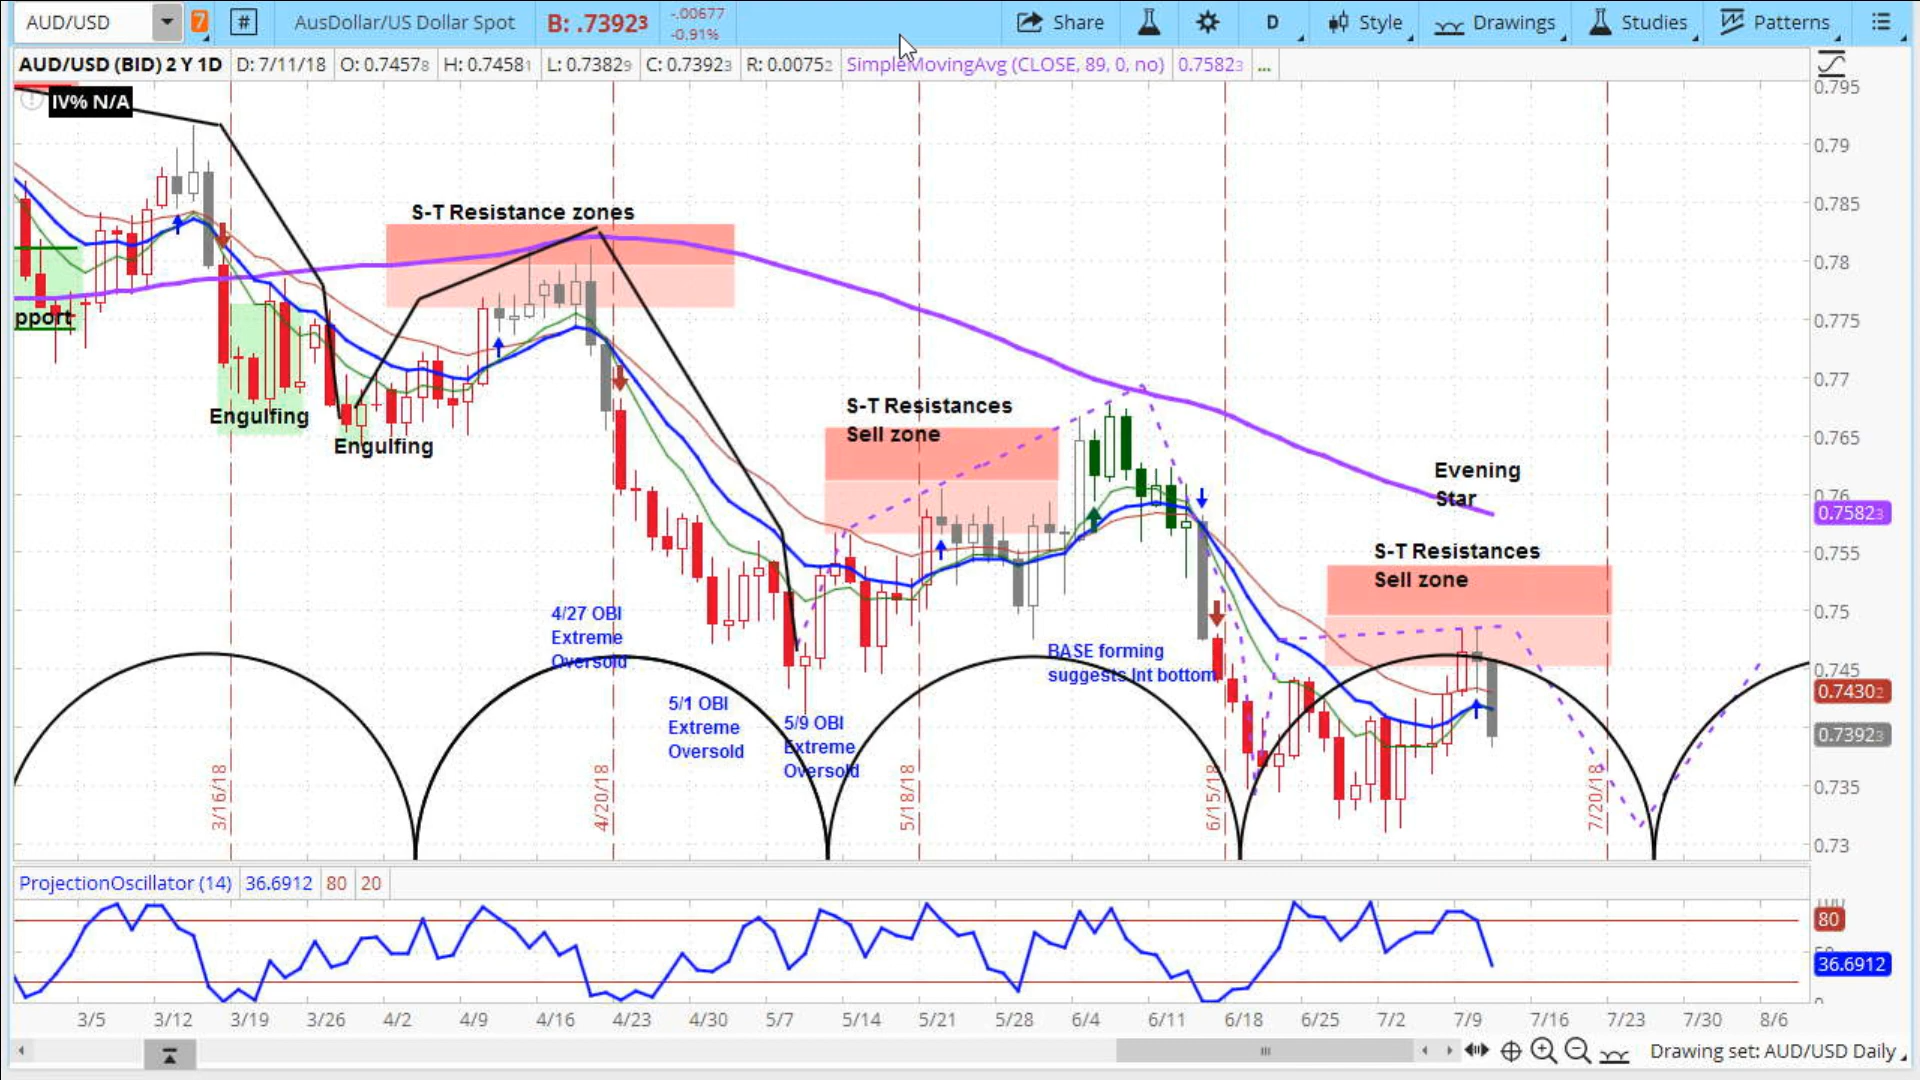 AUD/USD
7
#
AusDollar/US Dollar Spot
B: .73923
-.00677
-0.91%
Share
D
Style
Drawings
Studies
Patterns
AUD/USD (BID) 2 Y 1D
D: 7/11/18
O: 0.74578
H: 0.74581
L: 0.73829
C: 0.73923
R: 0.00752
SimpleMovingAvg (CLOSE, 89, 0, no)
0.75823
...
IV% N/A
0.795
0.79
0.785
0.78
0.775
0.77
0.765
0.76
0.75823
0.755
0.75
0.745
0.74302
0.73923
0.735
0.73
S-T Resistance zones
pport
Engulfing
Engulfing
S-T Resistances
Sell zone
Evening
Star
S-T Resistances
Sell zone
4/27 OBI
Extreme
Oversold
5/1 OBI
Extreme
Oversold
5/9 OBI
Extreme
Oversold
BASE forming
suggests Int bottom
3/16/18
4/20/18
5/18/18
6/15/18
7/20/18
ProjectionOscillator (14)
36.6912
80
20
80
36.6912
3/5
3/12
3/19
3/26
4/2
4/9
4/16
4/23
4/30
5/7
5/14
5/21
5/28
6/4
6/11
6/18
6/25
7/2
7/9
7/16
7/23
7/30
8/6
Drawing set: AUD/USD Daily